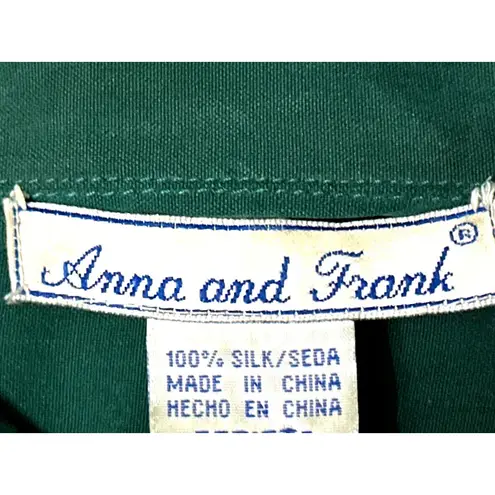 Anna and Frank ®
100% SILK/SEDA
MADE IN CHINA
HECHO EN CHINA